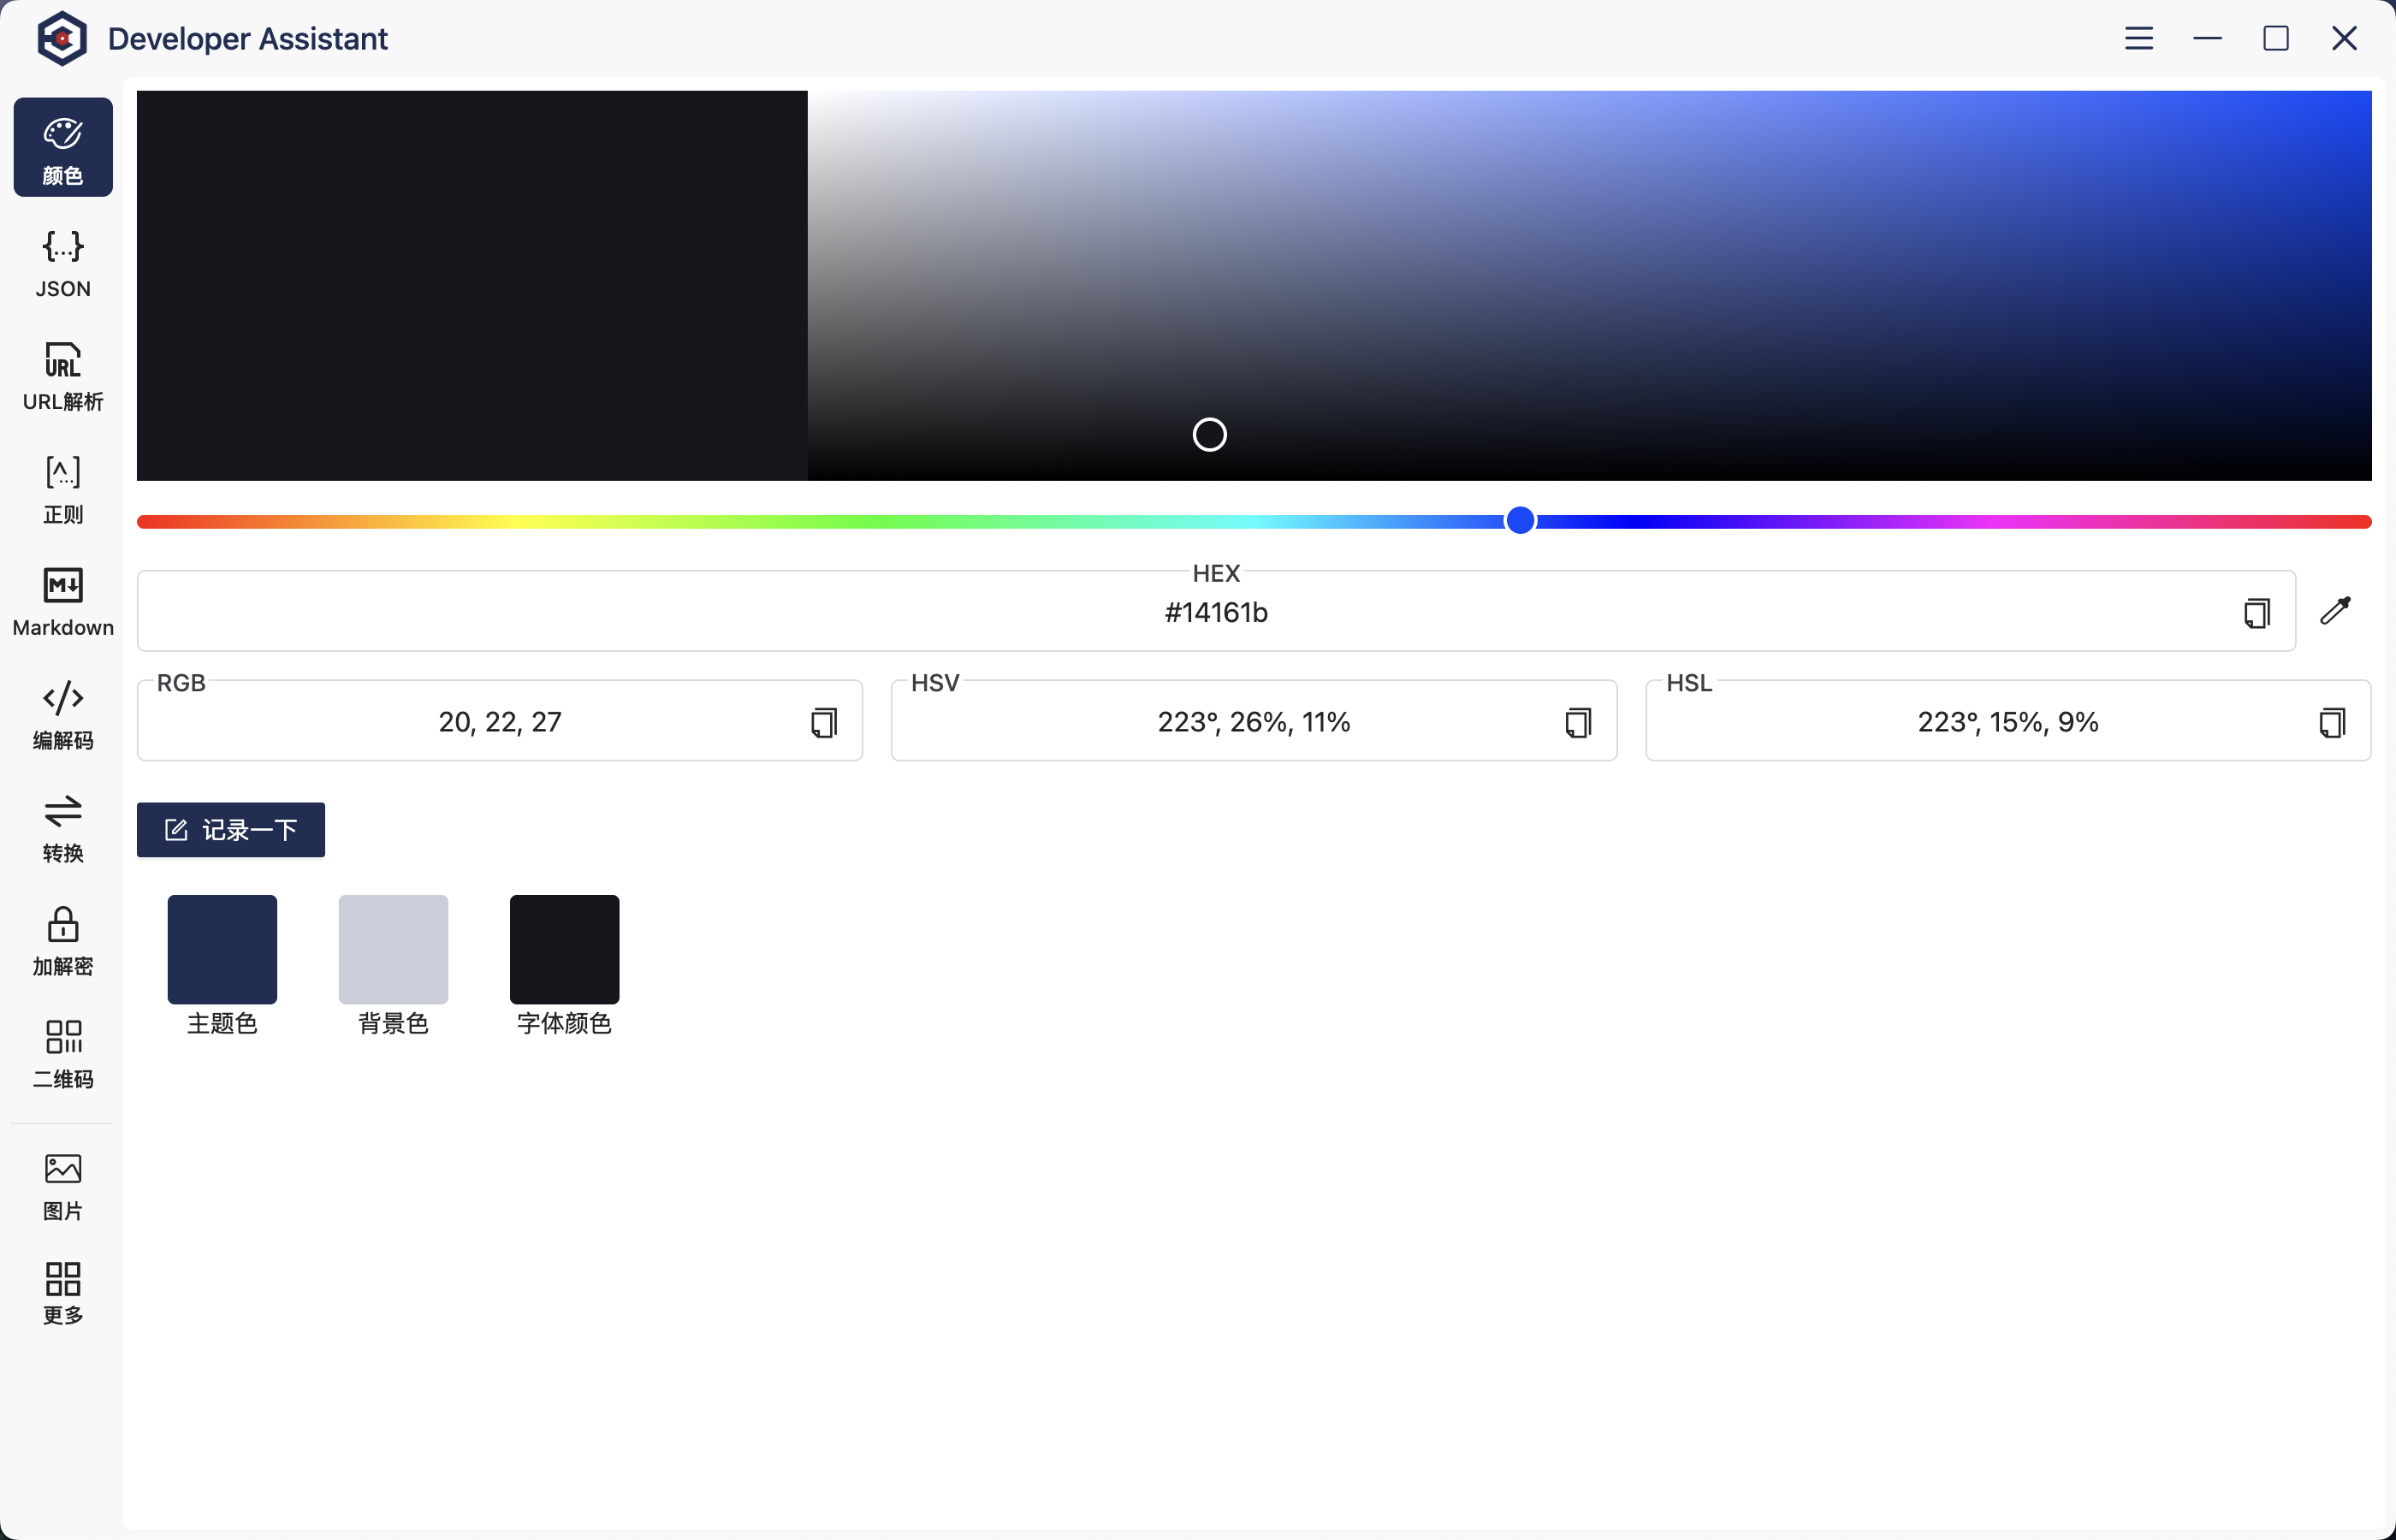 Developer Assistant
颜色
{...}
JSON
URL
URL解析
[^...]
正则
M
Markdown
</>
编解码
转换
加解密
二维码
图片
更多
HEX
#14161b
RGB
20, 22, 27
HSV
223°, 26%, 11%
HSL
223°, 15%, 9%
记录一下
主题色
背景色
字体颜色